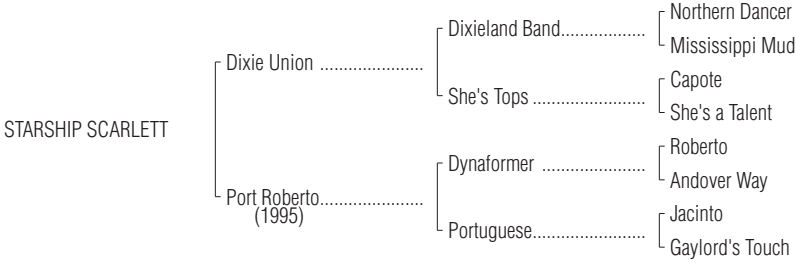 Northern Dancer
Dixieland Band....................
Mississippi Mud
Dixie Union ........................
Capote
She's Tops ..........................
She's a Talent
STARSHIP SCARLETT
Roberto
Dynaformer ........................
Andover Way
Port Roberto........................
(1995)
Jacinto
Portuguese..........................
Gaylord's Touch